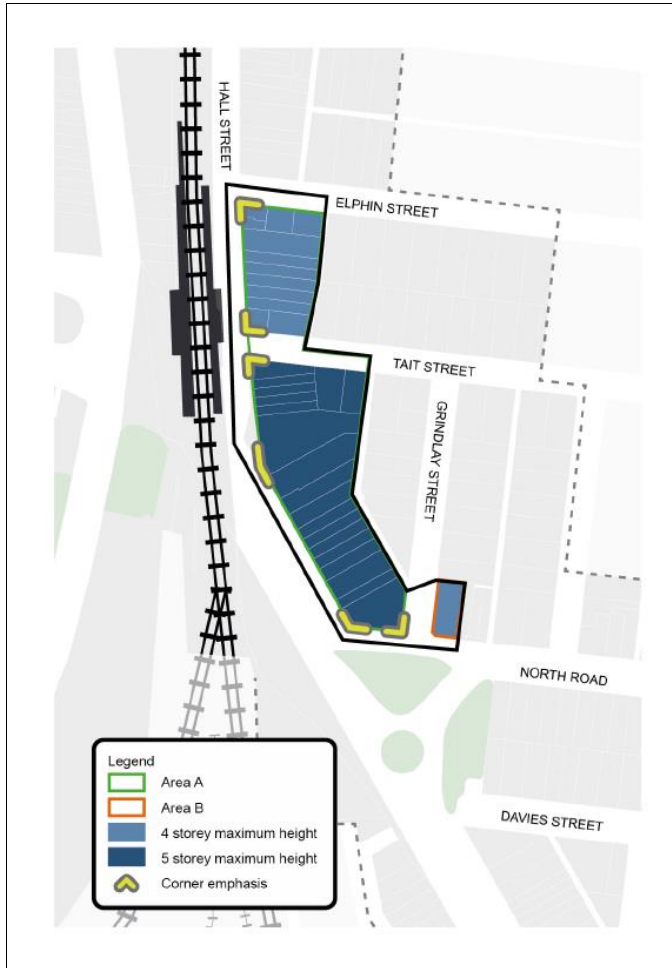 HALL STREET
ELPHIN STREET
TAIT STREET
GRINDLAY STREET
NORTH ROAD
DAVIES STREET
Legend
Area A
Area B
4 storey maximum height
5 storey maximum height
Corner emphasis